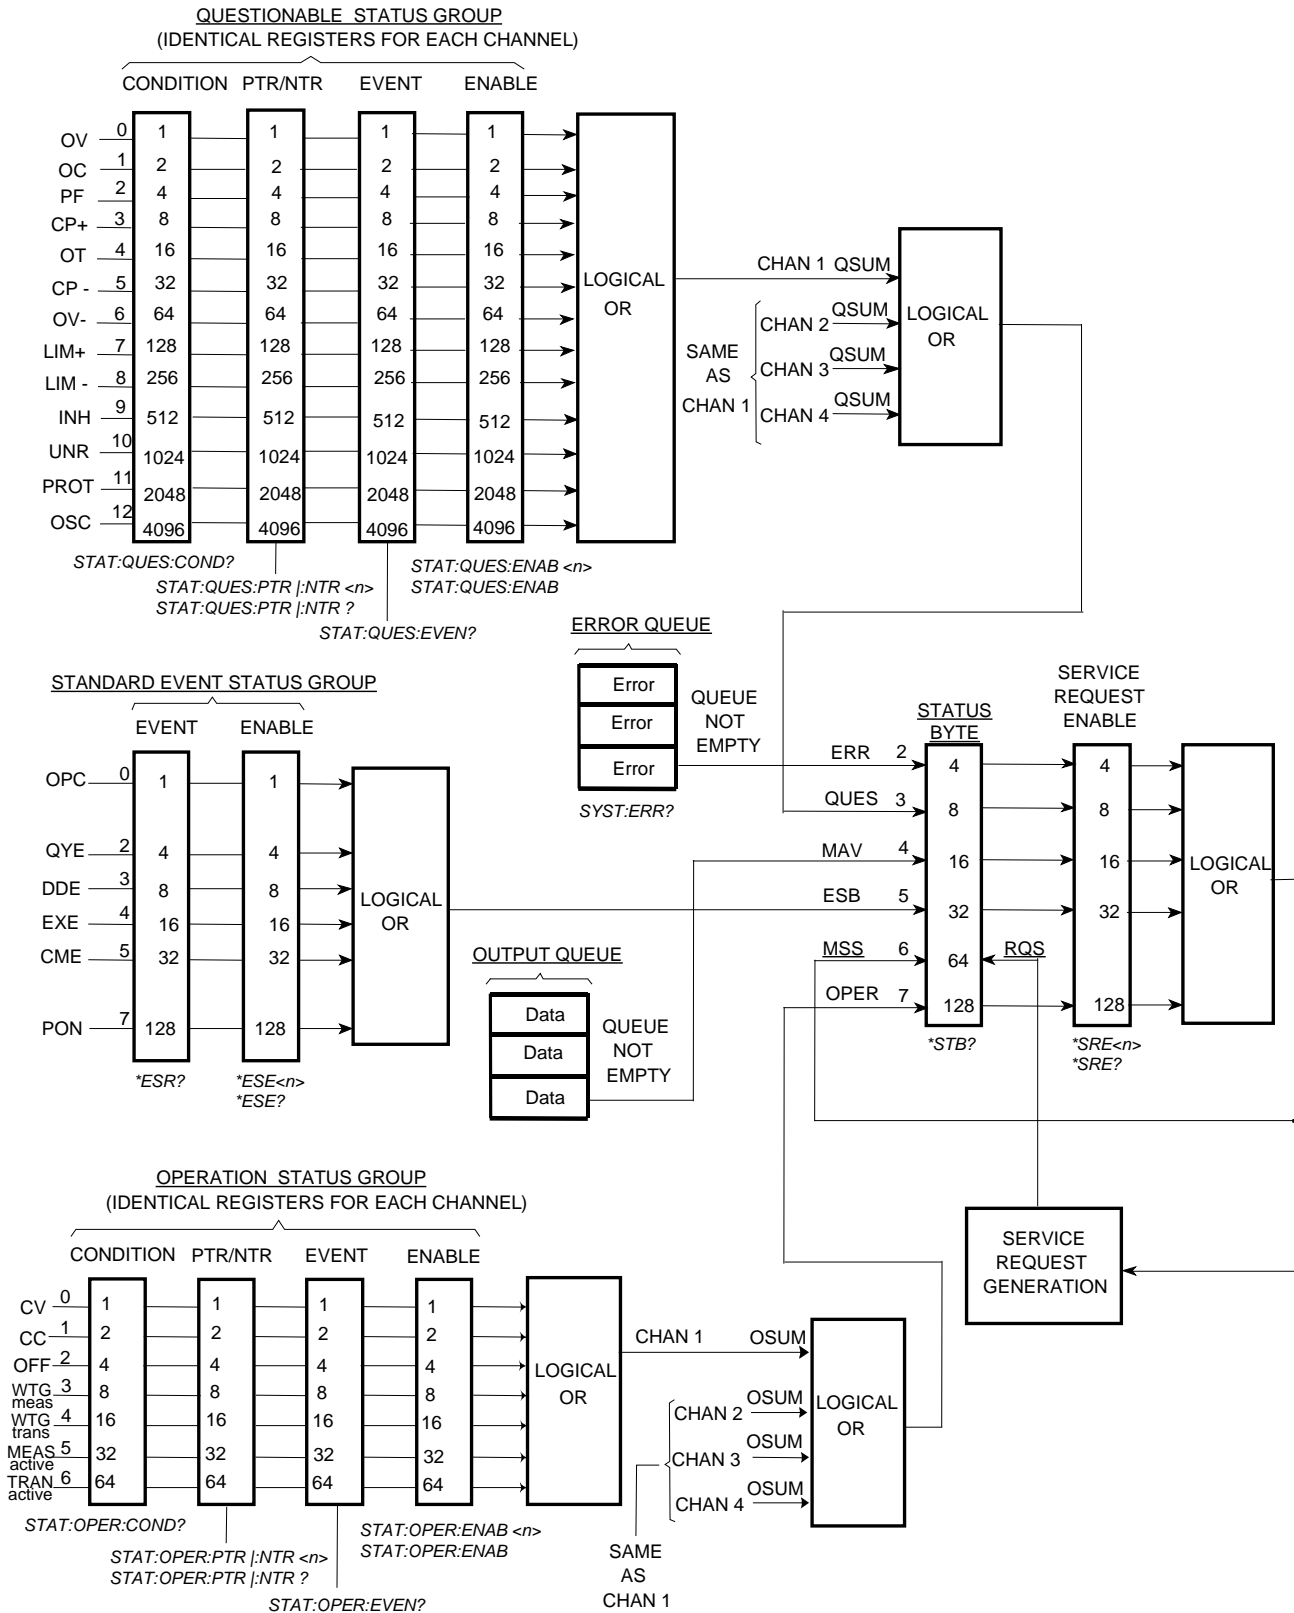 QUESTIONABLE STATUS GROUP
(IDENTICAL REGISTERS FOR EACH CHANNEL)
CONDITION PTR/NTR EVENT ENABLE
OV 0 1 1 1 1
OC 1 2 2 2 2
PF 2 4 4 4 4
CP+ 3 8 8 8 8
OT 4 16 16 16 16
CP - 5 32 32 32 32
OV- 6 64 64 64 64
LIM+ 7 128 128 128 128
LIM - 8 256 256 256 256
INH 9 512 512 512 512
UNR 10 1024 1024 1024 1024
PROT 11 2048 2048 2048 2048
OSC 12 4096 4096 4096 4096
LOGICAL
OR
STAT:QUES:COND?
STAT:QUES:PTR |:NTR <n>
STAT:QUES:PTR |:NTR ?
STAT:QUES:EVEN?
STAT:QUES:ENAB <n>
STAT:QUES:ENAB
CHAN 1 QSUM
CHAN 2 QSUM
CHAN 3 QSUM
CHAN 4 QSUM
SAME
AS
CHAN 1
LOGICAL
OR
ERROR QUEUE
Error
Error
Error
QUEUE
NOT
EMPTY
SYST:ERR?
STANDARD EVENT STATUS GROUP
EVENT ENABLE
OPC 0 1 1
QYE 2 4 4
DDE 3 8 8
EXE 4 16 16
CME 5 32 32
PON 7 128 128
LOGICAL
OR
*ESR?
*ESE<n>
*ESE?
OUTPUT QUEUE
Data
Data
Data
QUEUE
NOT
EMPTY
STATUS
BYTE
SERVICE
REQUEST
ENABLE
ERR 2 4 4
QUES 3 8 8
MAV 4 16 16
ESB 5 32 32
MSS 6 64 RQS
OPER 7 128 128
LOGICAL
OR
*STB?
*SRE<n>
*SRE?
SERVICE
REQUEST
GENERATION
OPERATION STATUS GROUP
(IDENTICAL REGISTERS FOR EACH CHANNEL)
CONDITION PTR/NTR EVENT ENABLE
CV 0 1 1 1 1
CC 1 2 2 2 2
OFF 2 4 4 4 4
WTG meas 3 8 8 8 8
WTG trans 4 16 16 16 16
MEAS active 5 32 32 32 32
TRAN active 6 64 64 64 64
LOGICAL
OR
STAT:OPER:COND?
STAT:OPER:PTR |:NTR <n>
STAT:OPER:PTR |:NTR ?
STAT:OPER:EVEN?
STAT:OPER:ENAB <n>
STAT:OPER:ENAB
CHAN 1 OSUM
CHAN 2 OSUM
CHAN 3 OSUM
CHAN 4 OSUM
SAME
AS
CHAN 1
LOGICAL
OR